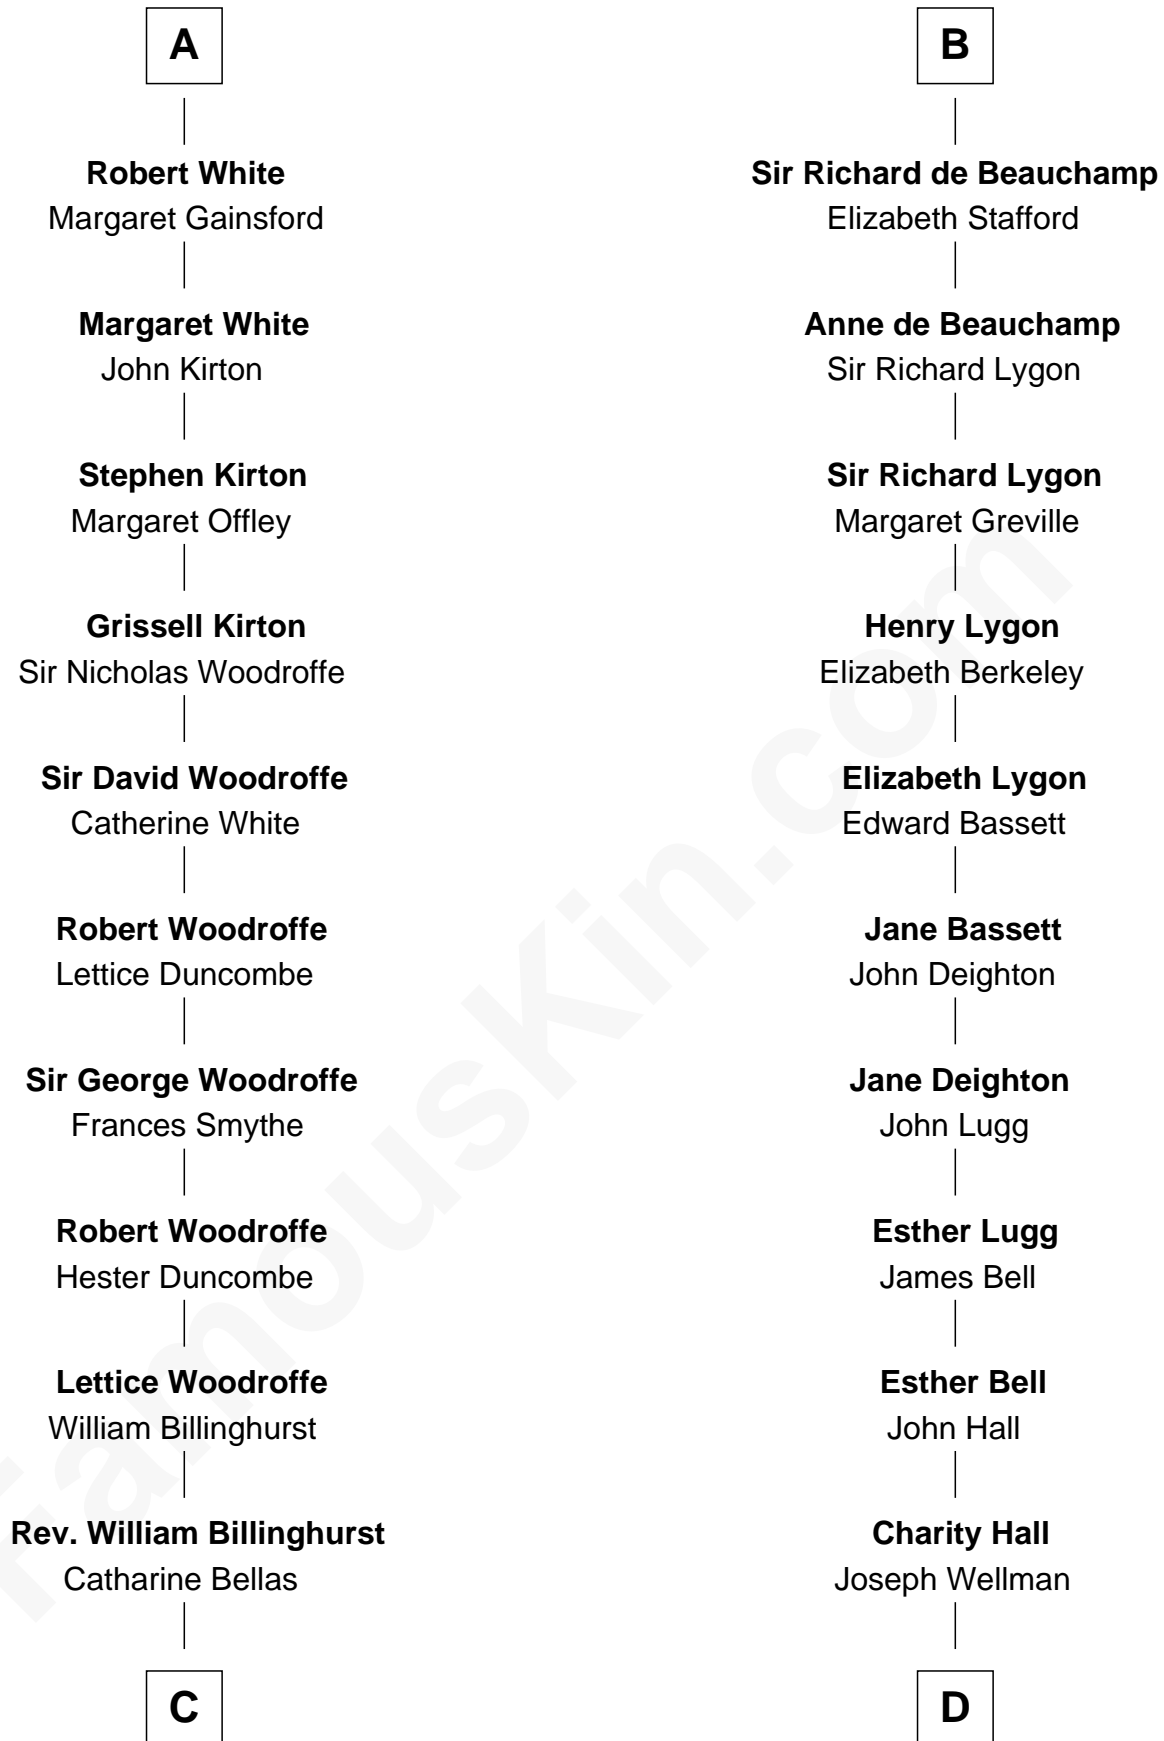 A
Robert White
Margaret Gainsford
Margaret White
John Kirton
Stephen Kirton
Margaret Offley
Grissell Kirton
Sir Nicholas Woodroffe
Sir David Woodroffe
Catherine White
Robert Woodroffe
Lettice Duncombe
Sir George Woodroffe
Frances Smythe
Robert Woodroffe
Hester Duncombe
Lettice Woodroffe
William Billinghurst
Rev. William Billinghurst
Catharine Bellas
C
B
Sir Richard de Beauchamp
Elizabeth Stafford
Anne de Beauchamp
Sir Richard Lygon
Sir Richard Lygon
Margaret Greville
Henry Lygon
Elizabeth Berkeley
Elizabeth Lygon
Edward Bassett
Jane Bassett
John Deighton
Jane Deighton
John Lugg
Esther Lugg
James Bell
Esther Bell
John Hall
Charity Hall
Joseph Wellman
D
FamousKin.com